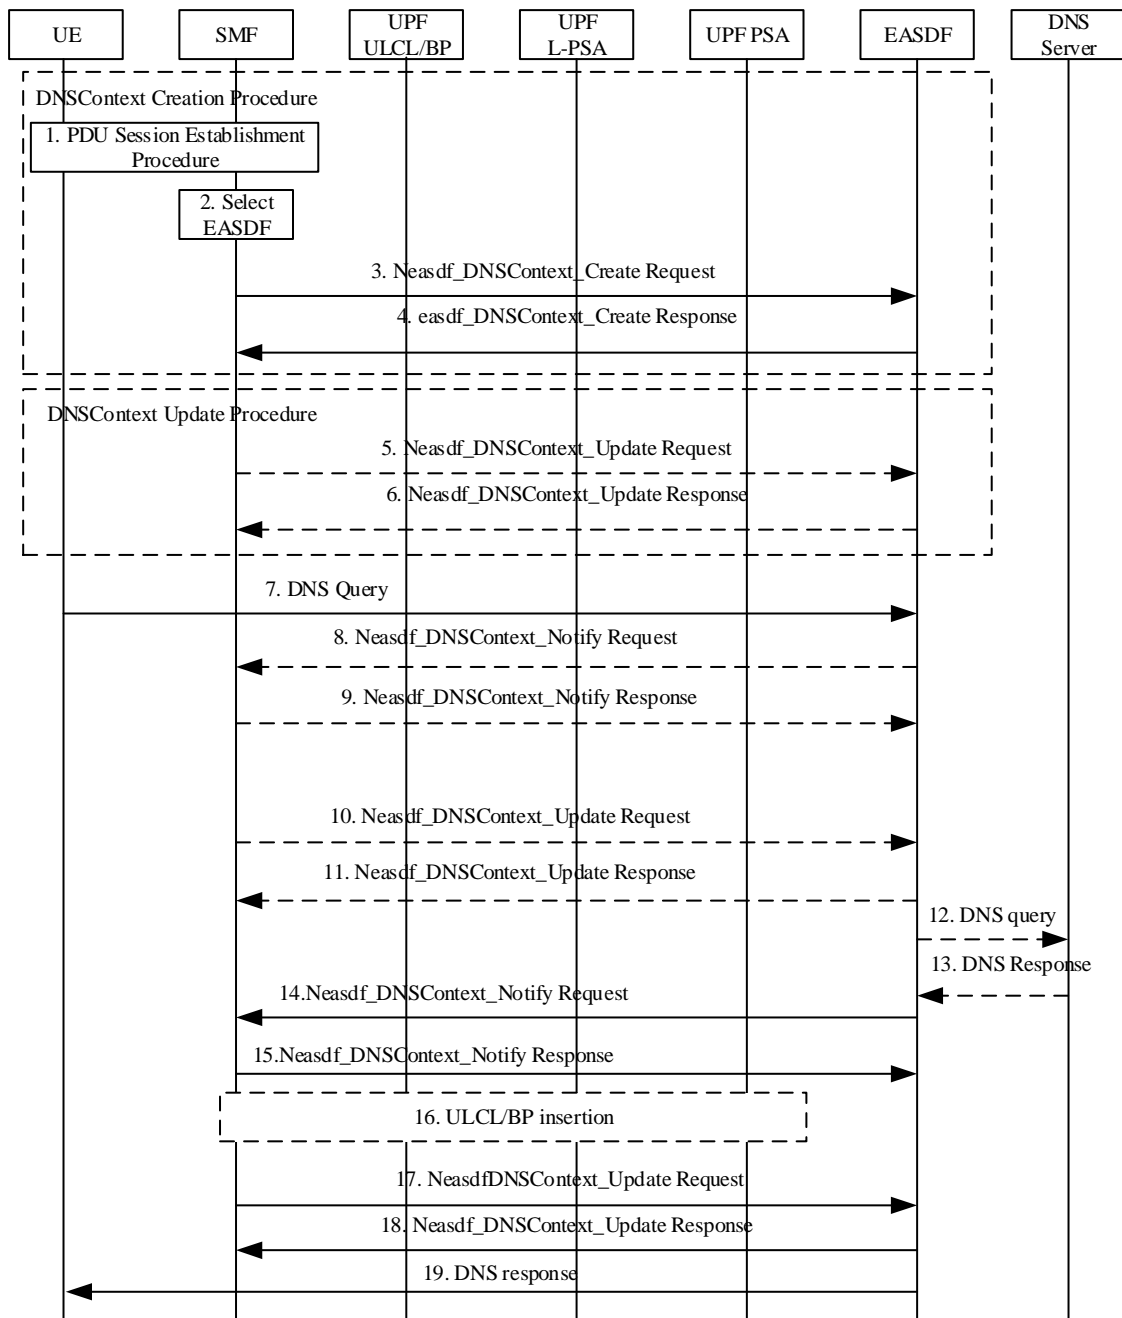 UE
SMF
UPF
ULCL/BP
UPF
L-PSA
UPF PSA
EASDF
DNS
Server
DNSContext Creation Procedure
1. PDU Session Establishment
Procedure
2. Select
EASDF
3. Neasdf_DNSContext_Create Request
4. easdf_DNSContext_Create Response
DNSContext Update Procedure
5. Neasdf_DNSContext_Update Request
6. Neasdf_DNSContext_Update Response
7. DNS Query
8. Neasdf_DNSContext_Notify Request
9. Neasdf_DNSContext_Notify Response
10. Neasdf_DNSContext_Update Request
11. Neasdf_DNSContext_Update Response
12. DNS query
13. DNS Response
14.Neasdf_DNSContext_Notify Request
15.Neasdf_DNSContext_Notify Response
16. ULCL/BP insertion
17. NeasdfDNSContext_Update Request
18. Neasdf_DNSContext_Update Response
19. DNS response